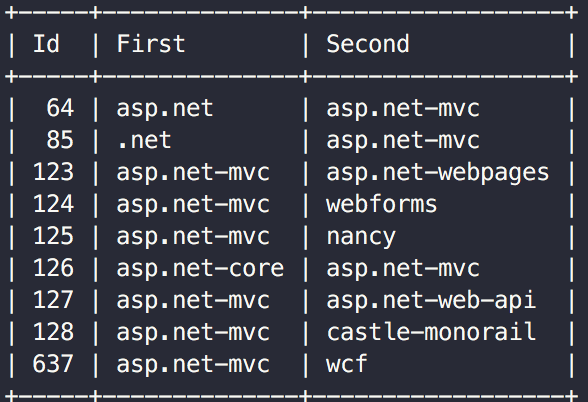 +-----+--------------+-----------------+
| Id  | First        | Second          |
+-----+--------------+-----------------+
|  64 | asp.net      | asp.net-mvc     |
|  85 | .net         | asp.net-mvc     |
| 123 | asp.net-mvc  | asp.net-webpages |
| 124 | asp.net-mvc  | webforms        |
| 125 | asp.net-mvc  | nancy           |
| 126 | asp.net-core | asp.net-mvc     |
| 127 | asp.net-mvc  | asp.net-web-api |
| 128 | asp.net-mvc  | castle-monorail |
| 637 | asp.net-mvc  | wcf             |
+-----+--------------+-----------------+